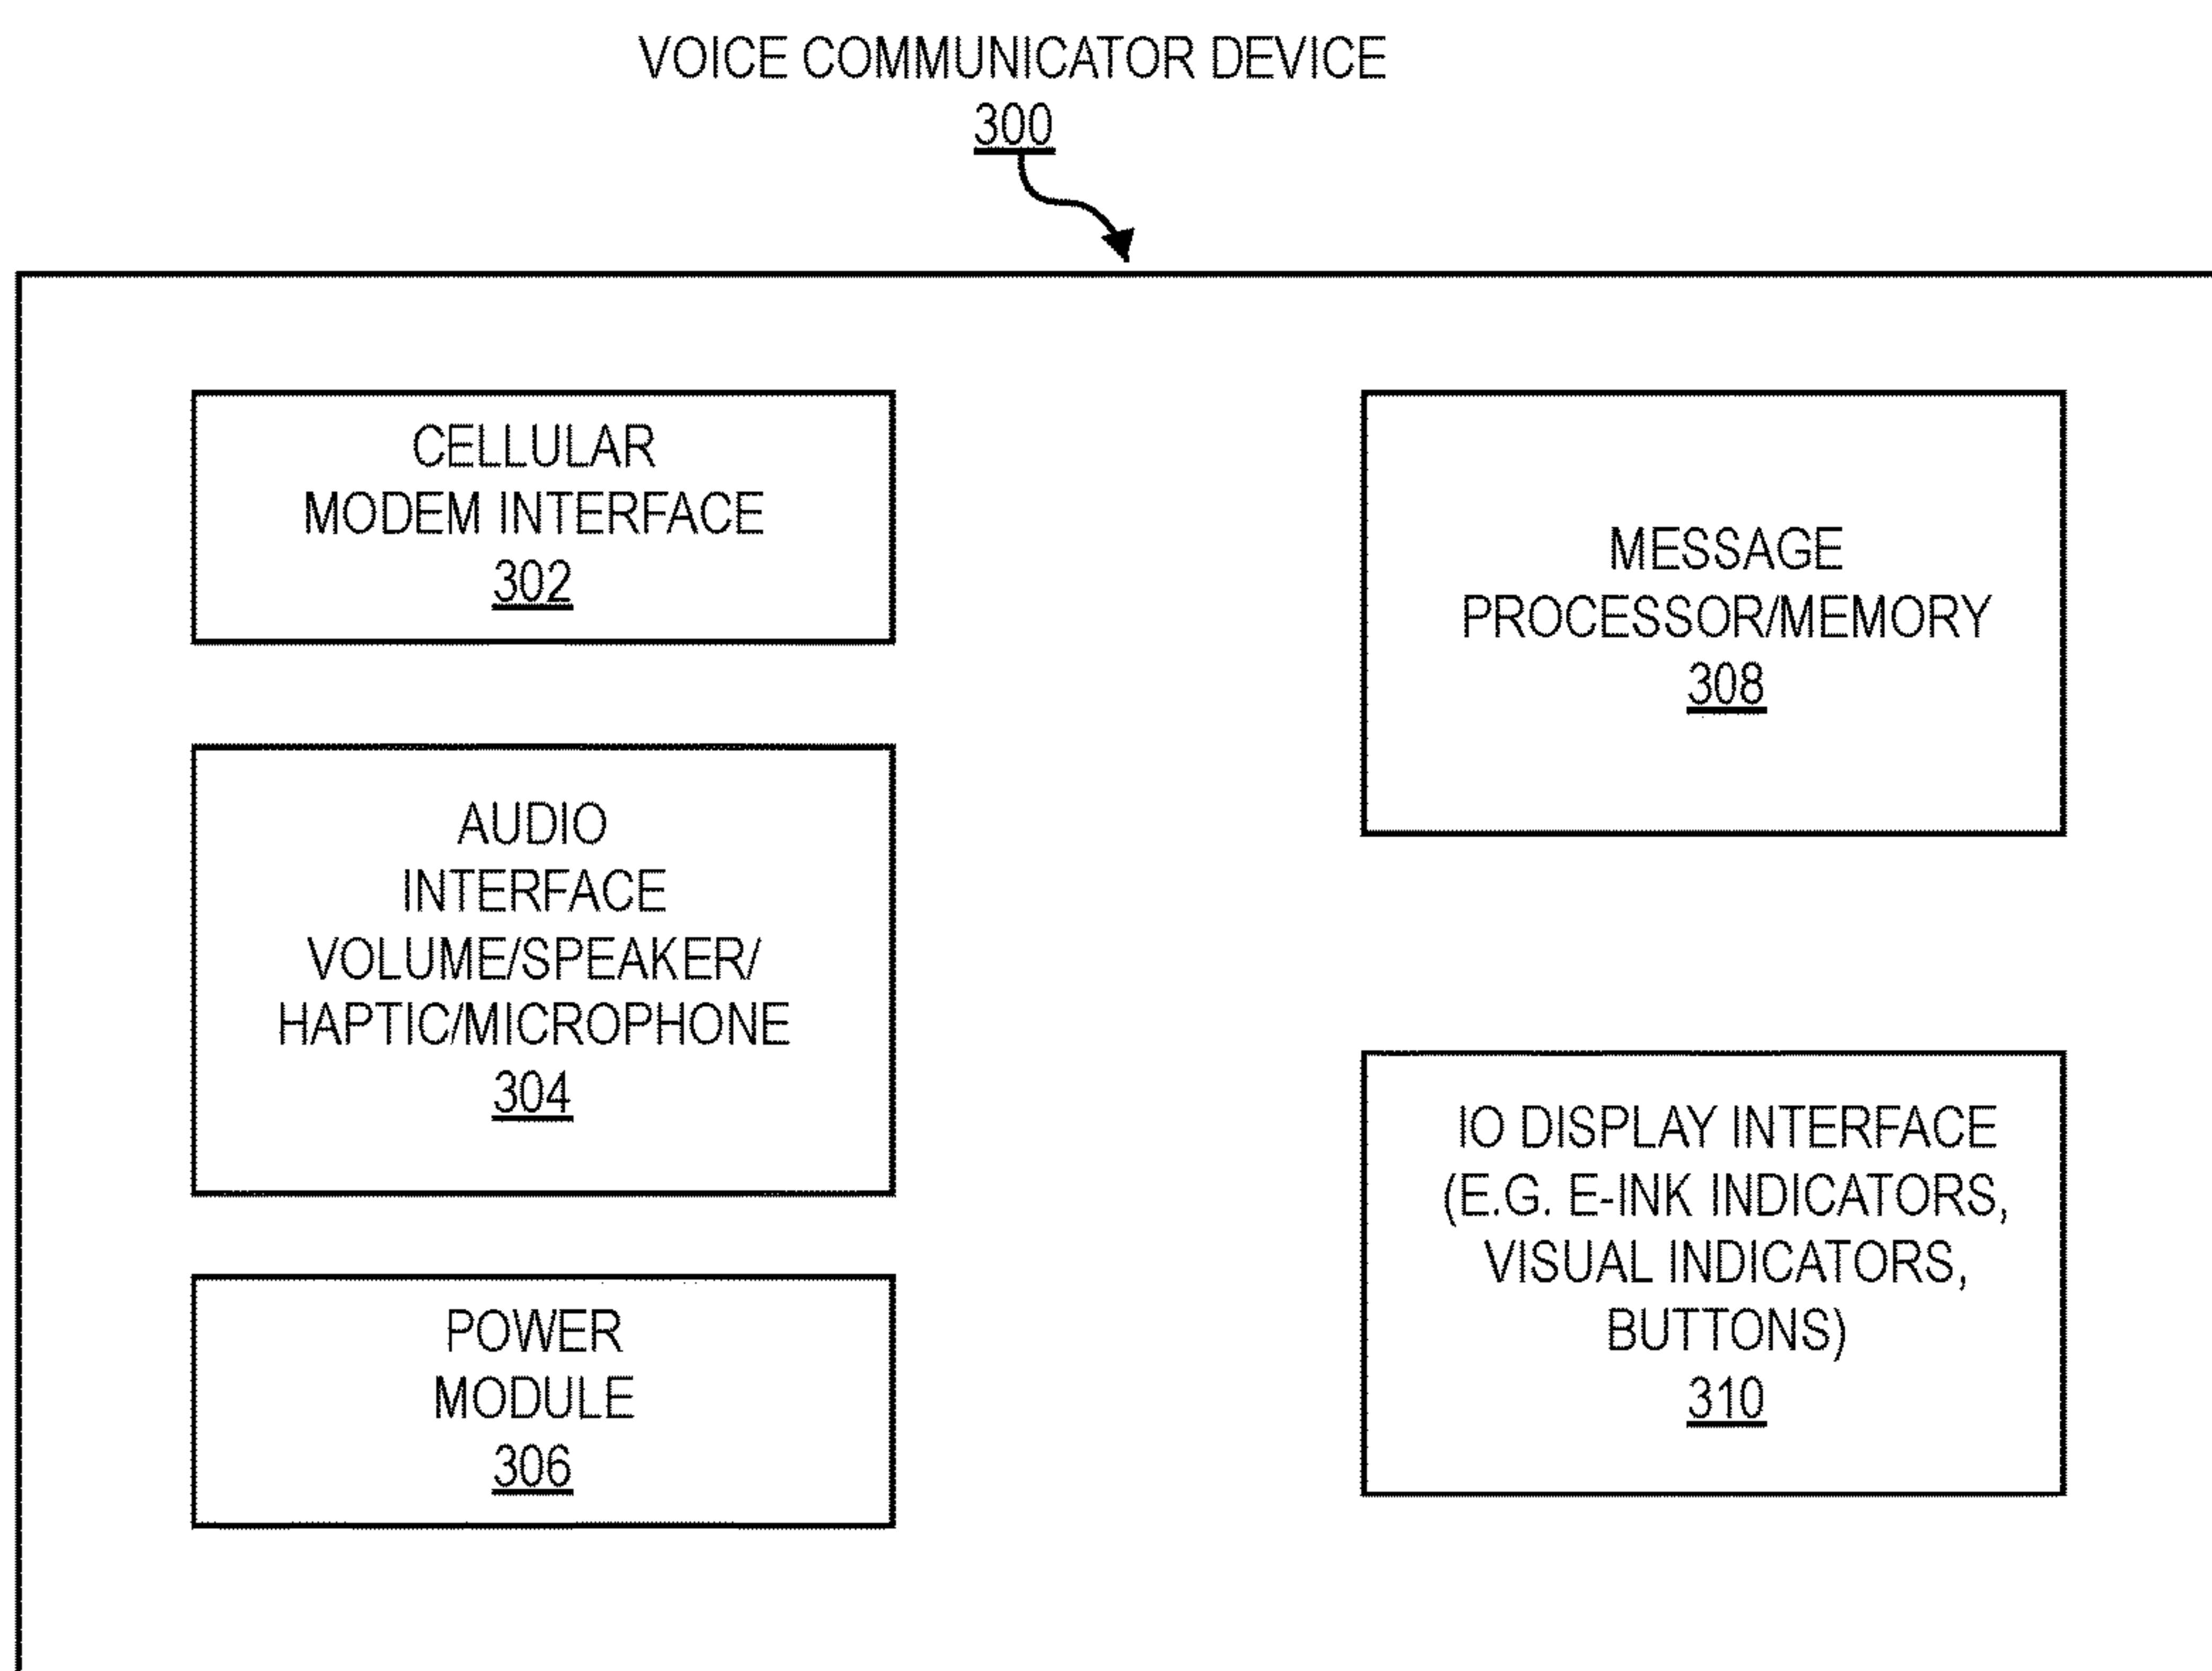 VOICE COMMUNICATOR DEVICE
300
CELLULAR
MODEM INTERFACE
302
AUDIO
INTERFACE
VOLUME/SPEAKER/
HAPTIC/MICROPHONE
304
POWER
MODULE
306
MESSAGE
PROCESSOR/MEMORY
308
IO DISPLAY INTERFACE
(E.G. E-INK INDICATORS,
VISUAL INDICATORS,
BUTTONS)
310